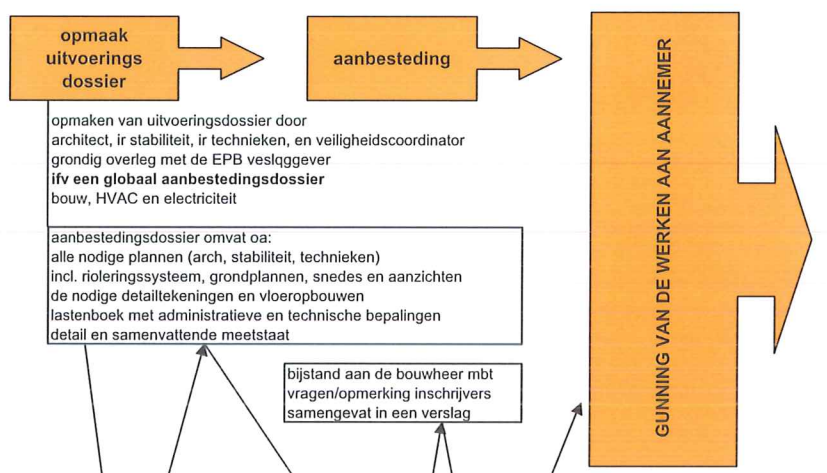 opmaak
uitvoerings
dossier
aanbesteding
opmaken van uitvoeringsdossier door
architect, ir stabiliteit, ir technieken, en veiligheidscoordinator
grondig overleg met de EPB veslqggever
ifv een globaal aanbestedingsdossier
bouw, HVAC en electriciteit
aanbestedingsdossier omvat oa:
alle nodige plannen (arch, stabiliteit, technieken)
incl. rioleringssysteem, grondplannen, snedes en aanzichten
de nodige detailtekeningen en vloeropbouwen
lastenboek met administratieve en technische bepalingen
detail en samenvattende meetstaat
bijstand aan de bouwheer mbt
vragen/opmerking inschrijvers
samengevat in een verslag
GUNNING VAN DE WERKEN AAN AANNEMER